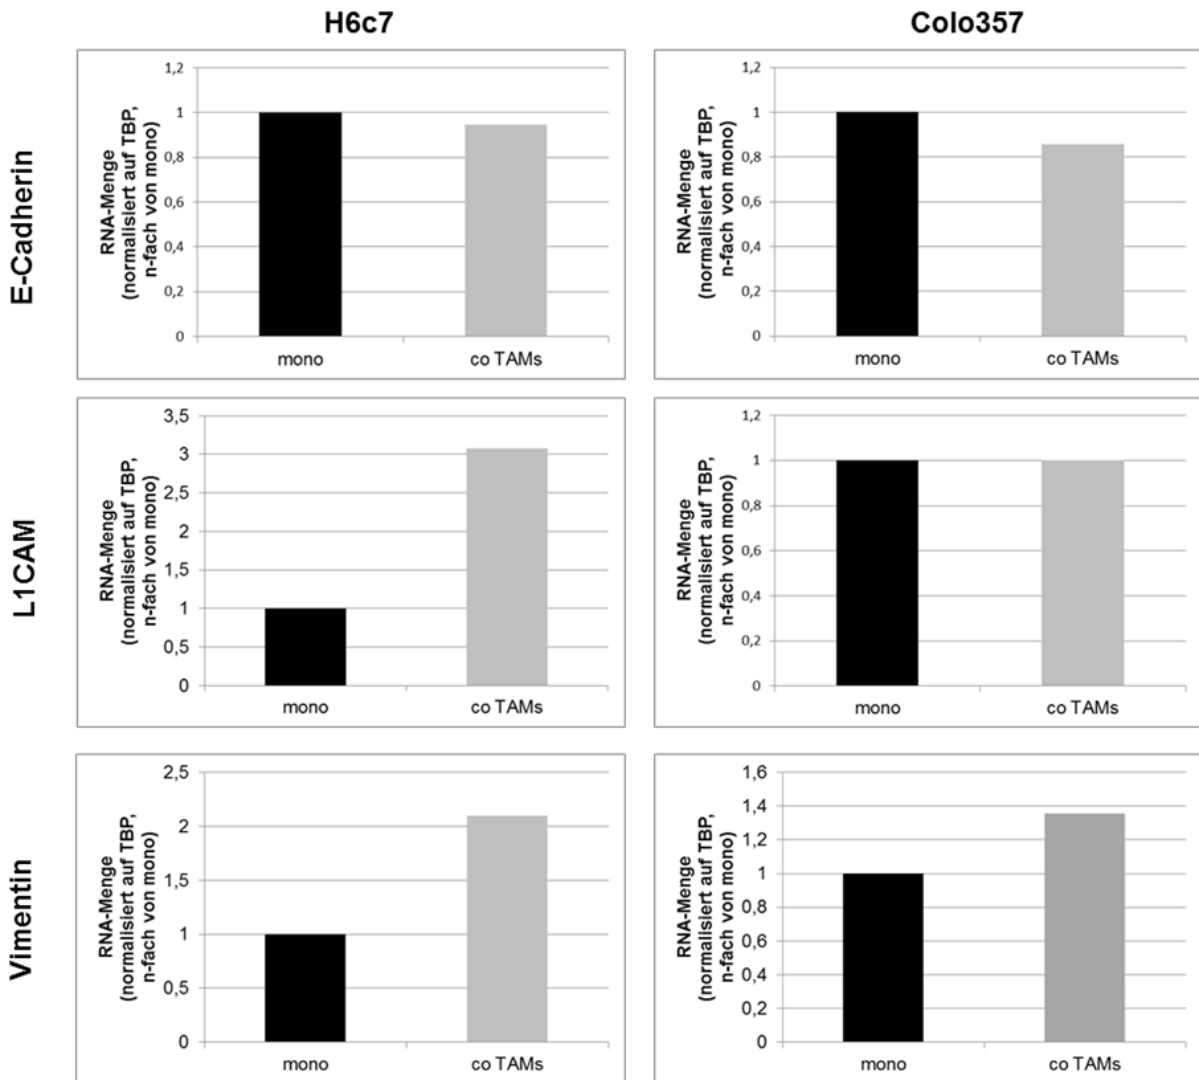 H6c7
Colo357
E-Cadherin
RNA-Menge
(normalisiert auf TBP,
n-fach von mono)
1,2
1
0,8
0,6
0,4
0,2
0
mono
co TAMs
RNA-Menge
(normalisiert auf TBP,
n-fach von mono)
1,2
1
0,8
0,6
0,4
0,2
0
mono
co TAMs
L1CAM
RNA-Menge
(normalisiert auf TBP,
n-fach von mono)
3,5
3
2,5
2
1,5
1
0,5
0
mono
co TAMs
RNA-Menge
(normalisiert auf TBP,
n-fach von mono)
1,2
1
0,8
0,6
0,4
0,2
0
mono
co TAMs
Vimentin
RNA-Menge
(normalisiert auf TBP,
n-fach von mono)
2,5
2
1,5
1
0,5
0
mono
co TAMs
RNA-Menge
(normalisiert auf TBP,
n-fach von mono)
1,6
1,4
1,2
1
0,8
0,6
0,4
0,2
0
mono
co TAMs